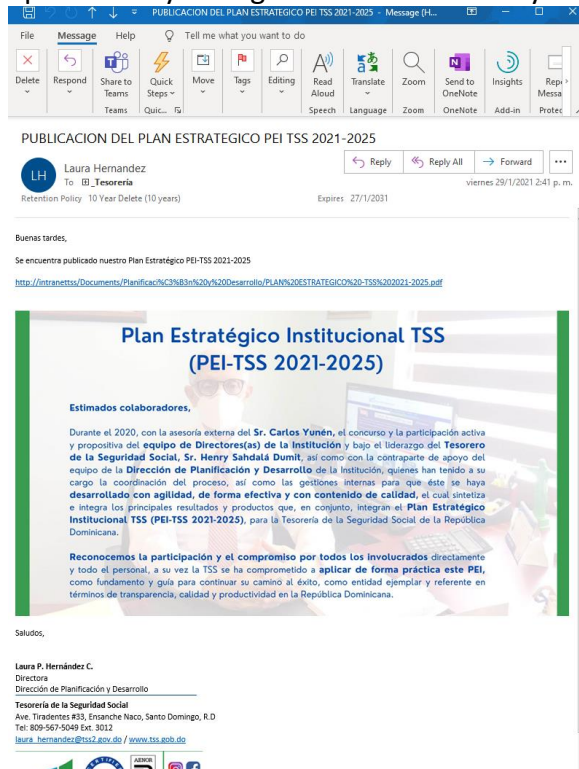 PUBLICACION DEL PLAN ESTRATEGICO PEI TSS 2021-2025 - Message (H...
File Message Help Tell me what you want to do
Delete Respond Share to Teams Quick Steps Move Tags Editing Read Aloud Translate Zoom Send to OneNote Insights
Teams Quic... Speech Language Zoom OneNote Add-in Protec
PUBLICACION DEL PLAN ESTRATEGICO PEI TSS 2021-2025
LH
Laura Hernandez
Reply Reply All Forward
To _Tesorería
viernes 29/1/2021 2:41 p. m.
Retention Policy 10 Year Delete (10 years) Expires 27/1/2031
Buenas tardes,
Se encuentra publicado nuestro Plan Estratégico PEI-TSS 2021-2025
http://intranettss/Documents/Planificaci%C3%B3n%20y%20Desarrollo/PLAN%20ESTRATEGICO%20-TSS%202021-2025.pdf
Plan Estratégico Institucional TSS
(PEI-TSS 2021-2025)
Estimados colaboradores,
Durante el 2020, con la asesoría externa del Sr. Carlos Yunén, el concurso y la participación activa
y propositiva del equipo de Directores(as) de la Institución y bajo el liderazgo del Tesorero
de la Seguridad Social, Sr. Henry Sahdalá Dumit, así como con la contraparte de apoyo del
equipo de la Dirección de Planificación y Desarrollo de la Institución, quienes han tenido a su
cargo la coordinación del proceso, así como las gestiones internas para que éste se haya
desarrollado con agilidad, de forma efectiva y con contenido de calidad, el cual sintetiza
e integra los principales resultados y productos que, en conjunto, integran el Plan Estratégico
Institucional TSS (PEI-TSS 2021-2025), para la Tesorería de la Seguridad Social de la República
Dominicana.
Reconocemos la participación y el compromiso por todos los involucrados directamente
y todo el personal, a su vez la TSS se ha comprometido a aplicar de forma práctica este PEI,
como fundamento y guía para continuar su camino al éxito, como entidad ejemplar y referente en
términos de transparencia, calidad y productividad en la República Dominicana.
Saludos,
Laura P. Hernández C.
Directora
Dirección de Planificación y Desarrollo
Tesorería de la Seguridad Social
Ave. Tiradentes #33, Ensanche Naco, Santo Domingo, R.D
Tel: 809-567-5049 Ext. 3012
laura_hernandez@tss2.gov.do / www.tss.gob.do
AENOR